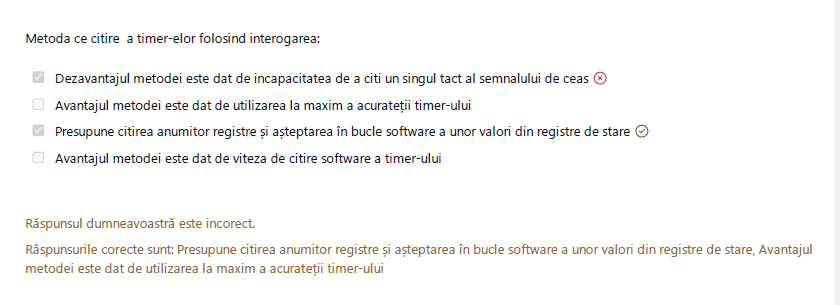 Metoda ce citire a timer-elor folosind interogarea:
Dezavantajul metodei este dat de incapacitatea de a citi un singul tact al semnalului de ceas
Avantajul metodei este dat de utilizarea la maxim a acurateții timer-ului
Presupune citirea anumitor registre și așteptarea în bucle software a unor valori din registre de stare
Avantajul metodei este dat de viteza de citire software a timer-ului
Răspunsul dumneavoastră este incorect.
Răspunsurile corecte sunt: Presupune citirea anumitor registre și așteptarea în bucle software a unor valori din registre de stare, Avantajul
metodei este dat de utilizarea la maxim a acurateții timer-ului